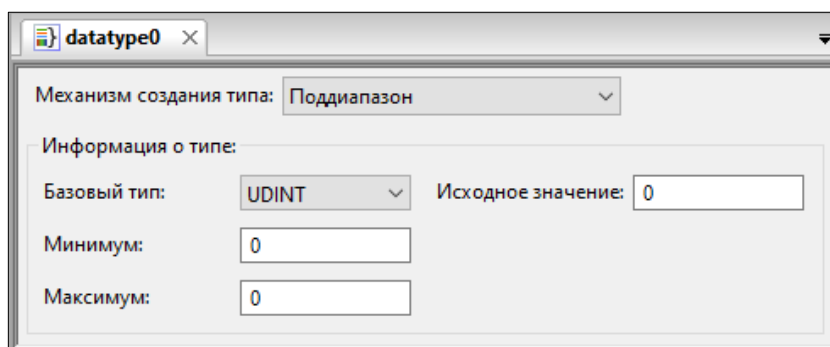 datatype0
Механизм создания типа: Поддиапазон
Информация о типе:
Базовый тип: UDINT Исходное значение: 0
Минимум: 0
Максимум: 0